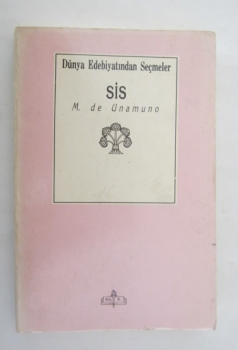 Dünya Edebiyatından Seçmeler
SİS
M. de Unamuno